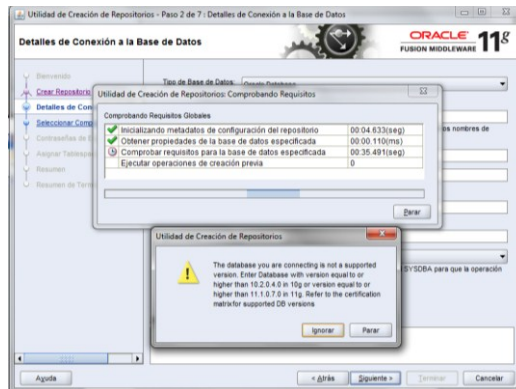 Utilidad de Creación de Repositorios - Paso 2 de 7 : Detalles de Conexión a la Base de Datos
Detalles de Conexión a la Base de Datos
ORACLE
FUSION MIDDLEWARE
11g
Bienvenido
Crear Repositorio
Detalles de Con
Seleccionar Comp
Contraseñas de E
Asignar Tablespa
Resumen
Resumen de Term
Tipo de Base de Datos: Oracle Database
os nombres de
SYSDBA para que la operación
Utilidad de Creación de Repositorios: Comprobando Requisitos
Comprobando Requisitos Globales
Inicializando metadatos de configuración del repositorio 00:04.633(seg)
Obtener propiedades de la base de datos especificada 00:00.110(ms)
Comprobar requisitos para la base de datos especificada 00:35.491(seg)
Ejecutar operaciones de creación previa 0
Parar
Utilidad de Creación de Repositorios
The database you are connecting is not a supported
version. Enter Database with version equal to or
higher than 10.2.0.4.0 in 10g or version equal to or
higher than 11.1.0.7.0 in 11g. Refer to the certification
matrixfor supported DB versions
Ignorar Parar
Ayuda < Atrás Siguiente > Terminar Cancelar